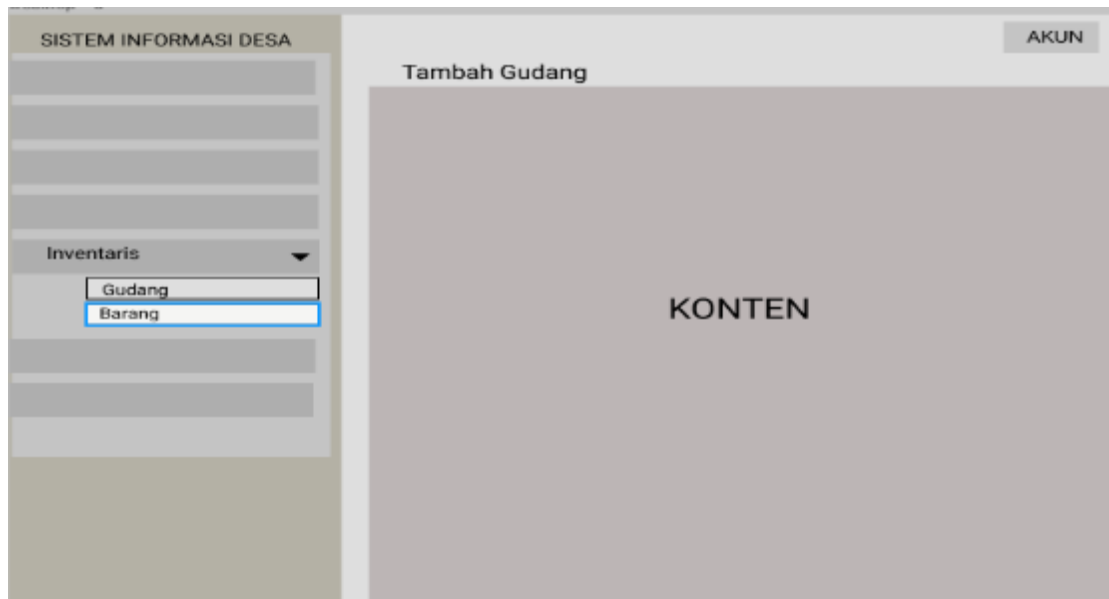 SISTEM INFORMASI DESA
AKUN
Tambah Gudang
Inventaris
Gudang
Barang
KONTEN